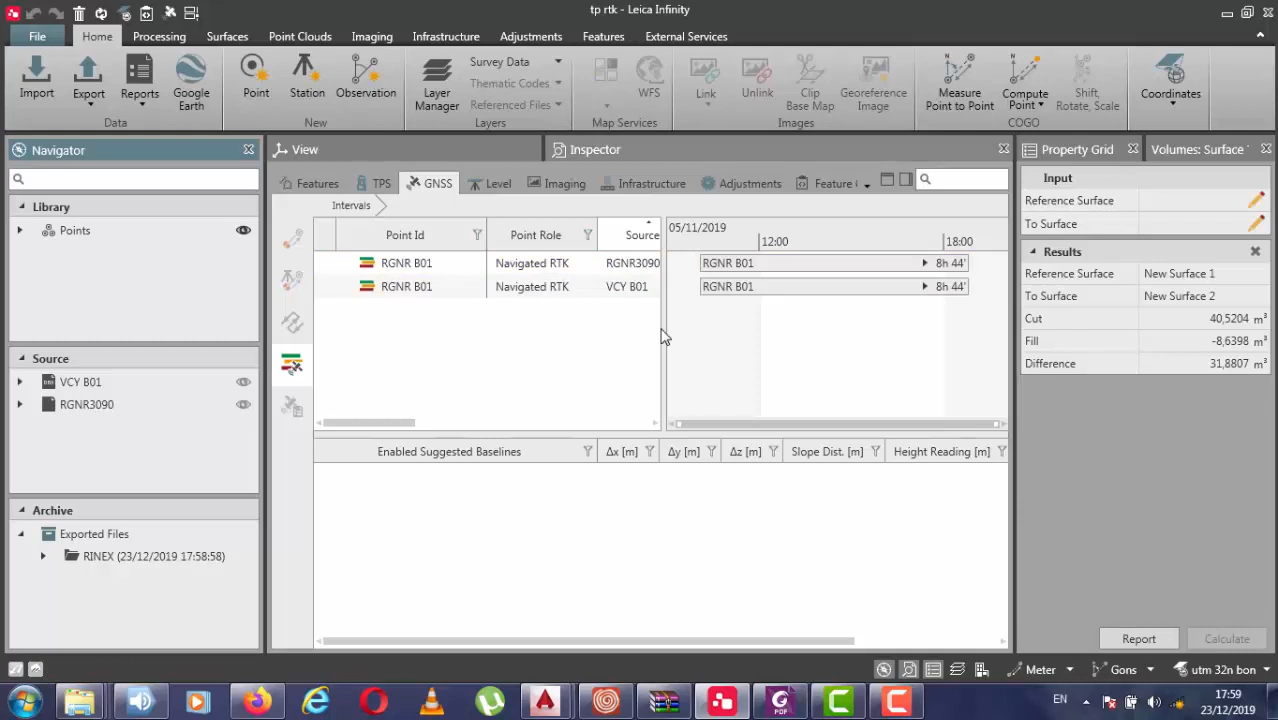 tp rtk - Leica Infinity
File
Home
Processing
Surfaces
Point Clouds
Imaging
Infrastructure
Adjustments
Features
External Services
Import
Export
Reports
Google Earth
Data
Point
Station
Observation
New
Layer Manager
Survey Data
Thematic Codes
Referenced Files
Layers
WFS
Map Services
Link
Unlink
Clip Base Map
Georeference Image
Images
Measure Point to Point
Compute Point
Shift, Rotate, Scale
COGO
Coordinates
Navigator
Library
Points
Source
VCY B01
RGNR3090
Archive
Exported Files
RINEX (23/12/2019 17:58:58)
View
Inspector
Features
TPS
GNSS
Level
Imaging
Infrastructure
Adjustments
Feature
Intervals
Point Id
Point Role
Source
RGNR B01
Navigated RTK
RGNR3090
RGNR B01
Navigated RTK
VCY B01
05/11/2019
12:00
18:00
RGNR B01
8h 44'
RGNR B01
8h 44'
Enabled Suggested Baselines
Δx [m]
Δy [m]
Δz [m]
Slope Dist. [m]
Height Reading [m]
Property Grid
Volumes: Surface
Input
Reference Surface
To Surface
Results
Reference Surface
New Surface 1
To Surface
New Surface 2
Cut
40,5204 m³
Fill
-8,6398 m³
Difference
31,8807 m³
Report
Calculate
Meter
Gons
utm 32n bon
EN
17:59
23/12/2019
PDF